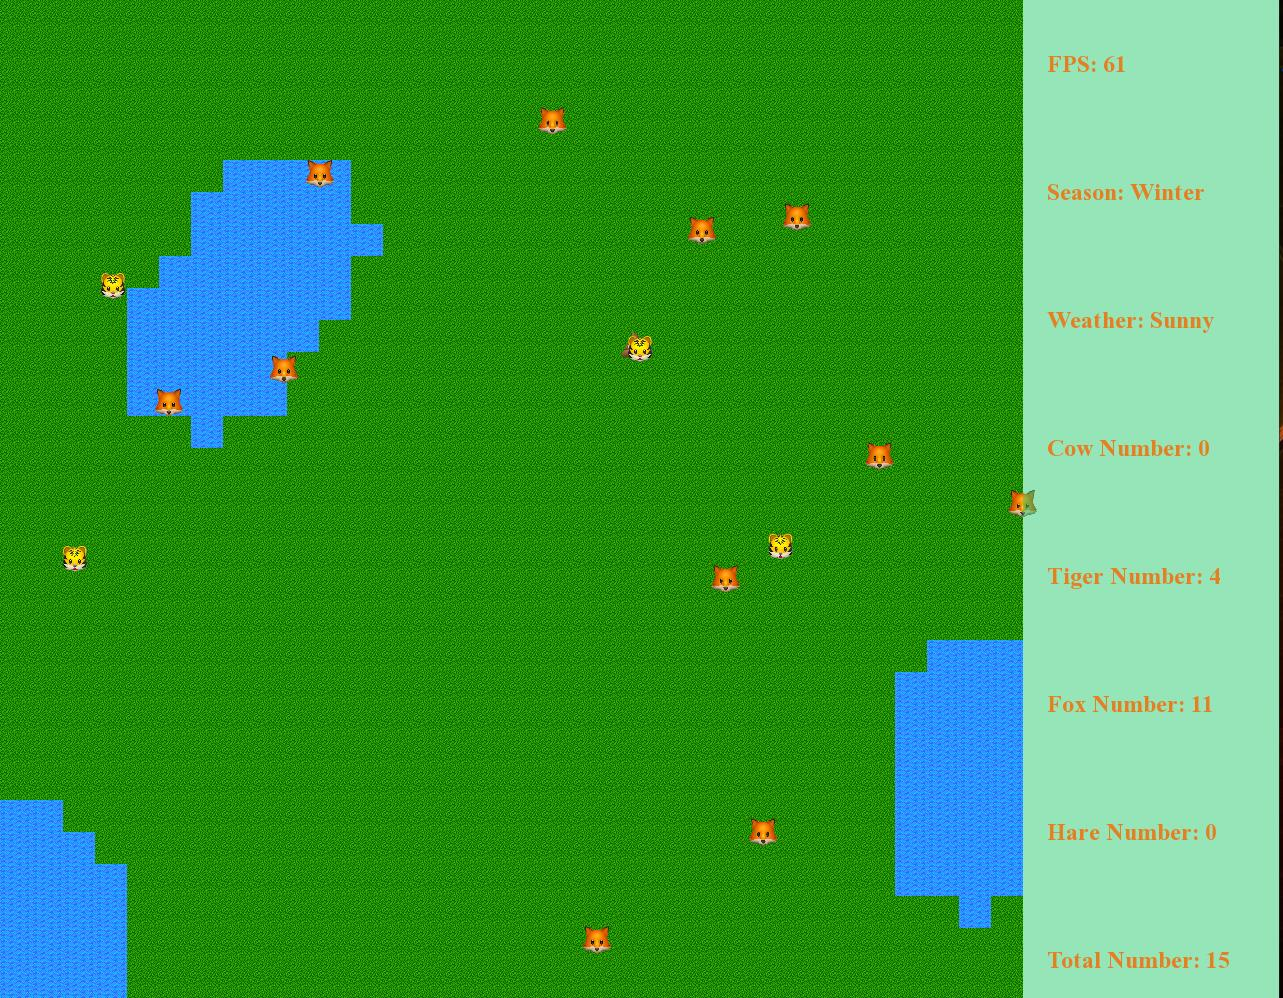 FPS: 61
Season: Winter
Weather: Sunny
Cow Number: 0
Tiger Number: 4
Fox Number: 11
Hare Number: 0
Total Number: 15